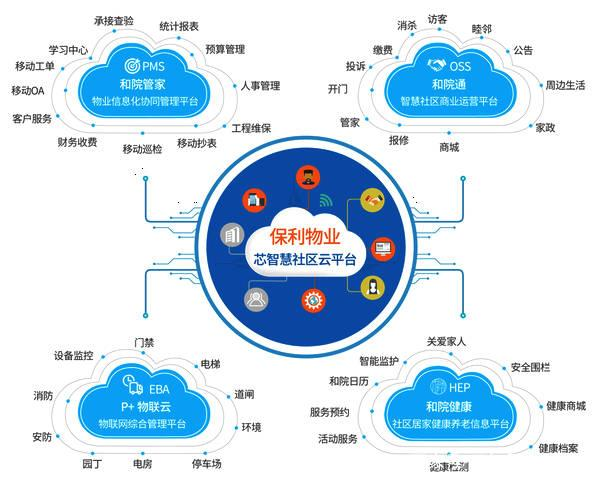 承接查验
统计报表
学习中心
预算管理
移动工单
移动OA
人事管理
客户服务
工程维保
财务收费
移动巡检
移动抄表
PMS
和院管家
物业信息化协同管理平台
访客
消杀
睦邻
缴费
公告
投诉
周边生活
开门
管家
家政
报修
商城
OSS
和院通
智慧社区商业运营平台
保利物业
芯智慧社区云平台
门禁
设备监控
电梯
消防
道闸
安防
环境
园丁
电房
停车场
EBA
P+ 物联云
物联网综合管理平台
关爱家人
智能监护
安全围栏
和院日历
服务预约
健康商城
活动服务
健康档案
健康检测
HEP
和院健康
社区居家健康养老信息平台